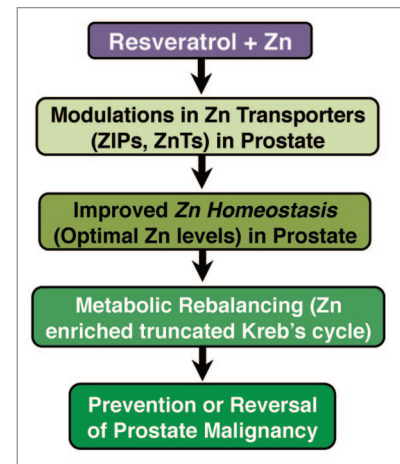 Resveratrol + Zn
Modulations in Zn Transporters
(ZIPs, ZnTs) in Prostate
Improved Zn Homeostasis
(Optimal Zn levels) in Prostate
Metabolic Rebalancing (Zn
enriched truncated Kreb's cycle)
Prevention or Reversal
of Prostate Malignancy